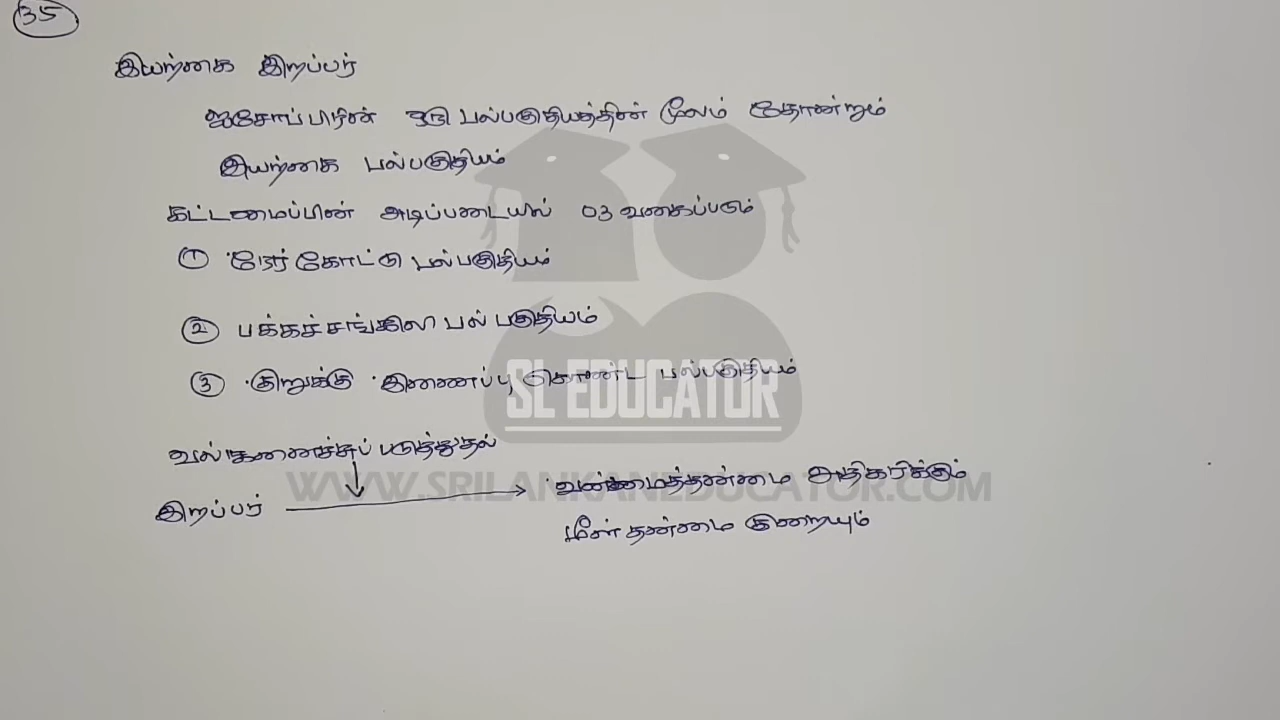 35
இயற்கை இறப்பர்
ஐசோப்பிரின் ஒரு பல்பகுதியத்தின் மூலம் தோன்றும்
இயற்கை பல்பகுதியம்
கட்டமைப்பின் அடிப்படையில் 03 வகைப்படும்
① நேர்கோட்டு பல்பகுதியம்
② பக்கச்சங்கிலி பல் பகுதியம்
③ குறுக்கு இணைப்பு கொண்ட பல்பகுதியம்
SL EDUCATOR
வல்கனைச்சுப் படுத்துதல்
WWW.SRILANKANEDUCATOR.COM
இறப்பர் → வன்மைத்தன்மை அதிகரிக்கும்
மீள் தன்மை குறையும்